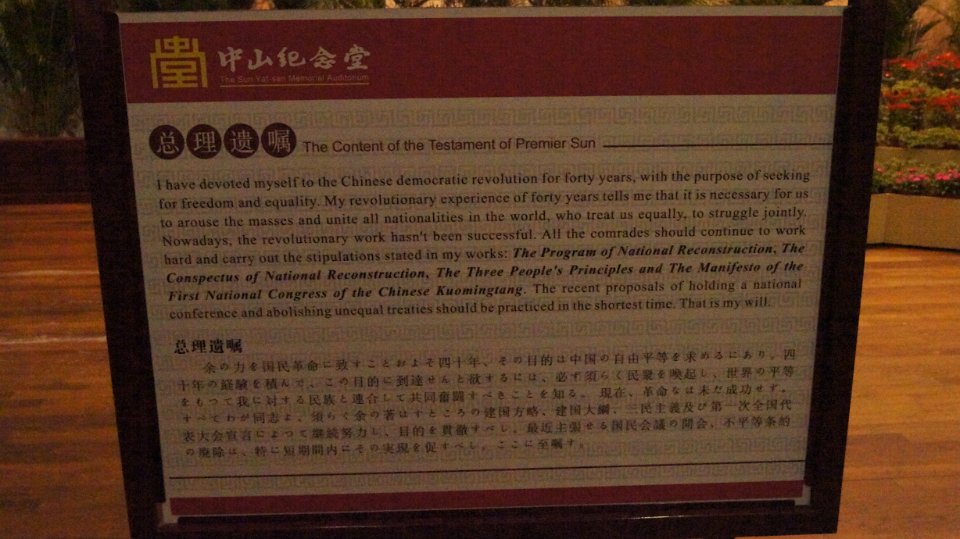 中山纪念堂
The Sun Yat-sen Memorial Auditorium
总理遗嘱 The Content of the Testament of Premier Sun
I have devoted myself to the Chinese democratic revolution for forty years, with the purpose of seeking
for freedom and equality. My revolutionary experience of forty years tells me that it is necessary for us
to arouse the masses and unite all nationalities in the world, who treat us equally, to struggle jointly.
Nowadays, the revolutionary work hasn't been successful. All the comrades should continue to work
hard and carry out the stipulations stated in my works: The Program of National Reconstruction, The
Conspectus of National Reconstruction, The Three People's Principles and The Manifesto of the
First National Congress of the Chinese Kuomingtang. The recent proposals of holding a national
conference and abolishing unequal treaties should be practiced in the shortest time. That is my will.
总理遗嘱
余の力を国民革命に致すことおよそ四十年、その目的は中国の自由平等を求めるにあり。四
十年の経験を積んで、この目的に到達せんと欲するには、必ず須らく民衆を喚起し、世界の平等
をもって我に対する民族と連合して共同奮闘すべきことを知る。現在、革命なほ未だ成功せず。
すべてわが同志よ、須らく余の著はすところの建国方略、建国大綱、三民主義及び第一次全国代
表大会宣言によって継続努力し、目的を貫徹すべし。最近主張せる国民会議の開会、不平等条約
の廃除は、特に短期間内にその実現を促すべし。ここに至嘱す。